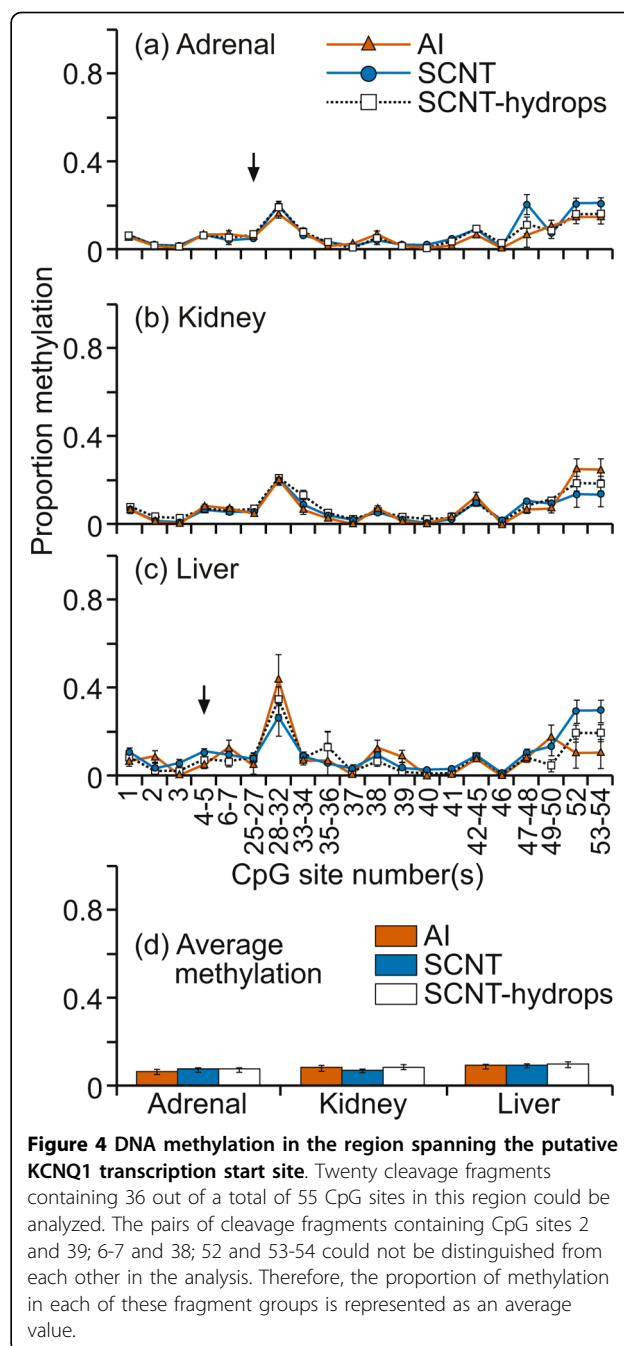 (a) Adrenal
AI
SCNT
SCNT-hydrops
0.8
0.4
0
(b) Kidney
0.8
0.4
0
Proportion methylation
(c) Liver
0.8
0.4
0
1
2
3
4-5
6-7
25-27
28-32
33-34
35-36
37
38
39
40
41
42-45
46
47-48
49-50
52
53-54
CpG site number(s)
(d) Average
methylation
AI
SCNT
SCNT-hydrops
0.8
0.4
0
Adrenal
Kidney
Liver
Figure 4 DNA methylation in the region spanning the putative
KCNQ1 transcription start site. Twenty cleavage fragments
containing 36 out of a total of 55 CpG sites in this region could be
analyzed. The pairs of cleavage fragments containing CpG sites 2
and 39; 6-7 and 38; 52 and 53-54 could not be distinguished from
each other in the analysis. Therefore, the proportion of methylation
in each of these fragment groups is represented as an average
value.